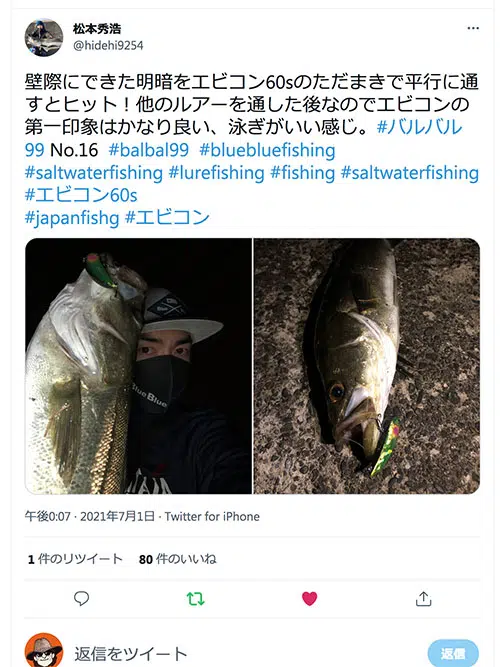 松本秀浩
@hidehi9254
壁際にできた明暗をエビコン60sのただまきで平行に通
すとヒット！他のルアーを通した後なのでエビコンの
第一印象はかなり良い、泳ぎがいい感じ。#バルバル
99 No.16 #balbal99 #bluebluefishing
#saltwaterfishing #lurefishing #fishing #saltwaterfishing
#エビコン60s
#japanfishg #エビコン
BlueBlue
午後0:07 · 2021年7月1日 · Twitter for iPhone
1 件のリツイート 80 件のいいね
返信をツイート
返信